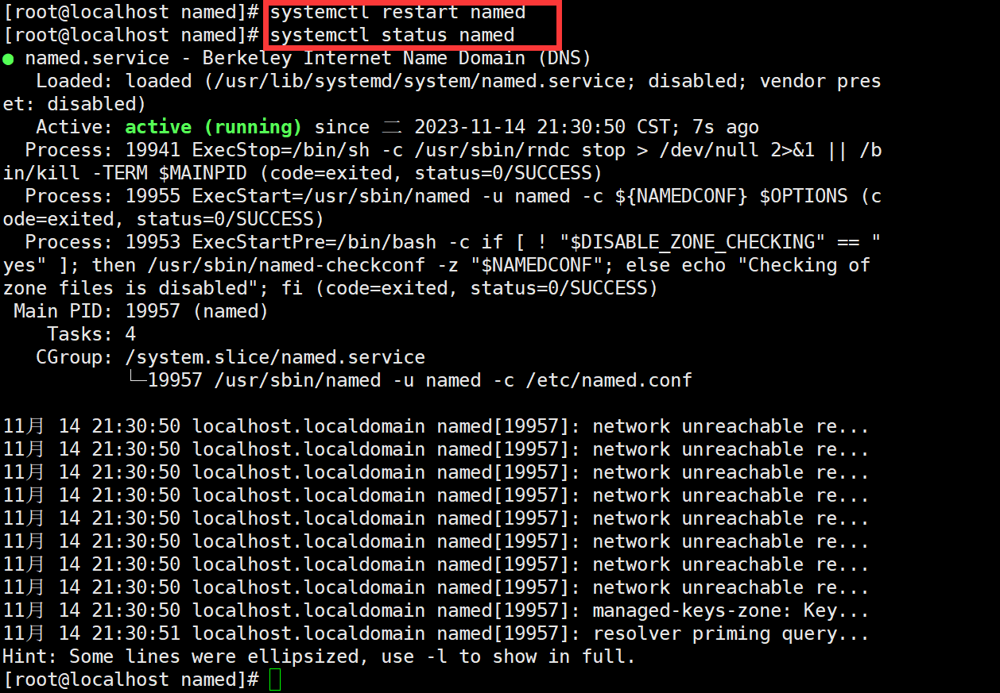 [root@localhost named]# systemctl restart named
[root@localhost named]# systemctl status named
● named.service - Berkeley Internet Name Domain (DNS)
   Loaded: loaded (/usr/lib/systemd/system/named.service; disabled; vendor pres
et: disabled)
   Active: active (running) since 二 2023-11-14 21:30:50 CST; 7s ago
  Process: 19941 ExecStop=/bin/sh -c /usr/sbin/rndc stop > /dev/null 2>&1 || /b
in/kill -TERM $MAINPID (code=exited, status=0/SUCCESS)
  Process: 19955 ExecStart=/usr/sbin/named -u named -c ${NAMEDCONF} $OPTIONS (c
ode=exited, status=0/SUCCESS)
  Process: 19953 ExecStartPre=/bin/bash -c if [ ! "$DISABLE_ZONE_CHECKING" == "
yes" ]; then /usr/sbin/named-checkconf -z "$NAMEDCONF"; else echo "Checking of
zone files is disabled"; fi (code=exited, status=0/SUCCESS)
 Main PID: 19957 (named)
    Tasks: 4
   CGroup: /system.slice/named.service
           └─19957 /usr/sbin/named -u named -c /etc/named.conf

11月 14 21:30:50 localhost.localdomain named[19957]: network unreachable re...
11月 14 21:30:50 localhost.localdomain named[19957]: network unreachable re...
11月 14 21:30:50 localhost.localdomain named[19957]: network unreachable re...
11月 14 21:30:50 localhost.localdomain named[19957]: network unreachable re...
11月 14 21:30:50 localhost.localdomain named[19957]: network unreachable re...
11月 14 21:30:50 localhost.localdomain named[19957]: network unreachable re...
11月 14 21:30:50 localhost.localdomain named[19957]: network unreachable re...
11月 14 21:30:50 localhost.localdomain named[19957]: network unreachable re...
11月 14 21:30:50 localhost.localdomain named[19957]: managed-keys-zone: Key...
11月 14 21:30:51 localhost.localdomain named[19957]: resolver priming query...
Hint: Some lines were ellipsized, use -l to show in full.
[root@localhost named]#